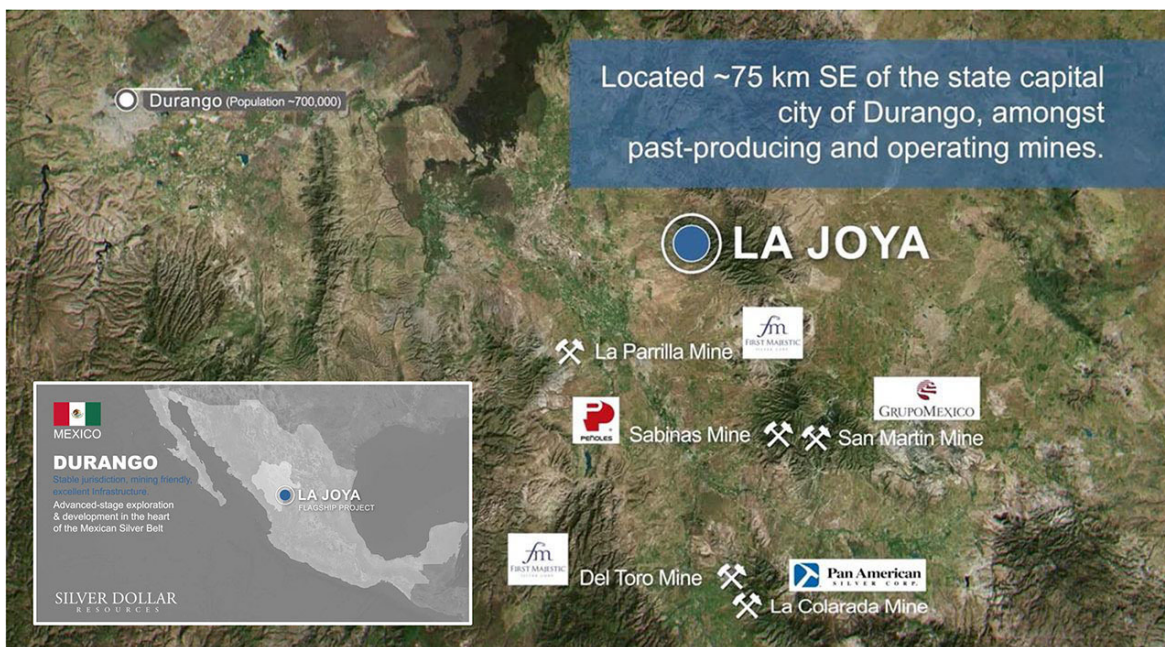 Durango (Population ~700,000)
Located ~75 km SE of the state capital
city of Durango, amongst
past-producing and operating mines.
LA JOYA
fm
FIRST MAJESTIC
SILVER CORP.
La Parrilla Mine
GRUPOMEXICO
PEÑOLES
Sabinas Mine
San Martin Mine
fm
FIRST MAJESTIC
SILVER CORP.
Del Toro Mine
Pan American
SILVER CORP.
La Colarada Mine
MEXICO
DURANGO
Stable jurisdiction, mining friendly,
excellent Infrastructure.
Advanced-stage exploration
& development in the heart
of the Mexican Silver Belt
LA JOYA
FLAGSHIP PROJECT
SILVER DOLLAR
RESOURCES